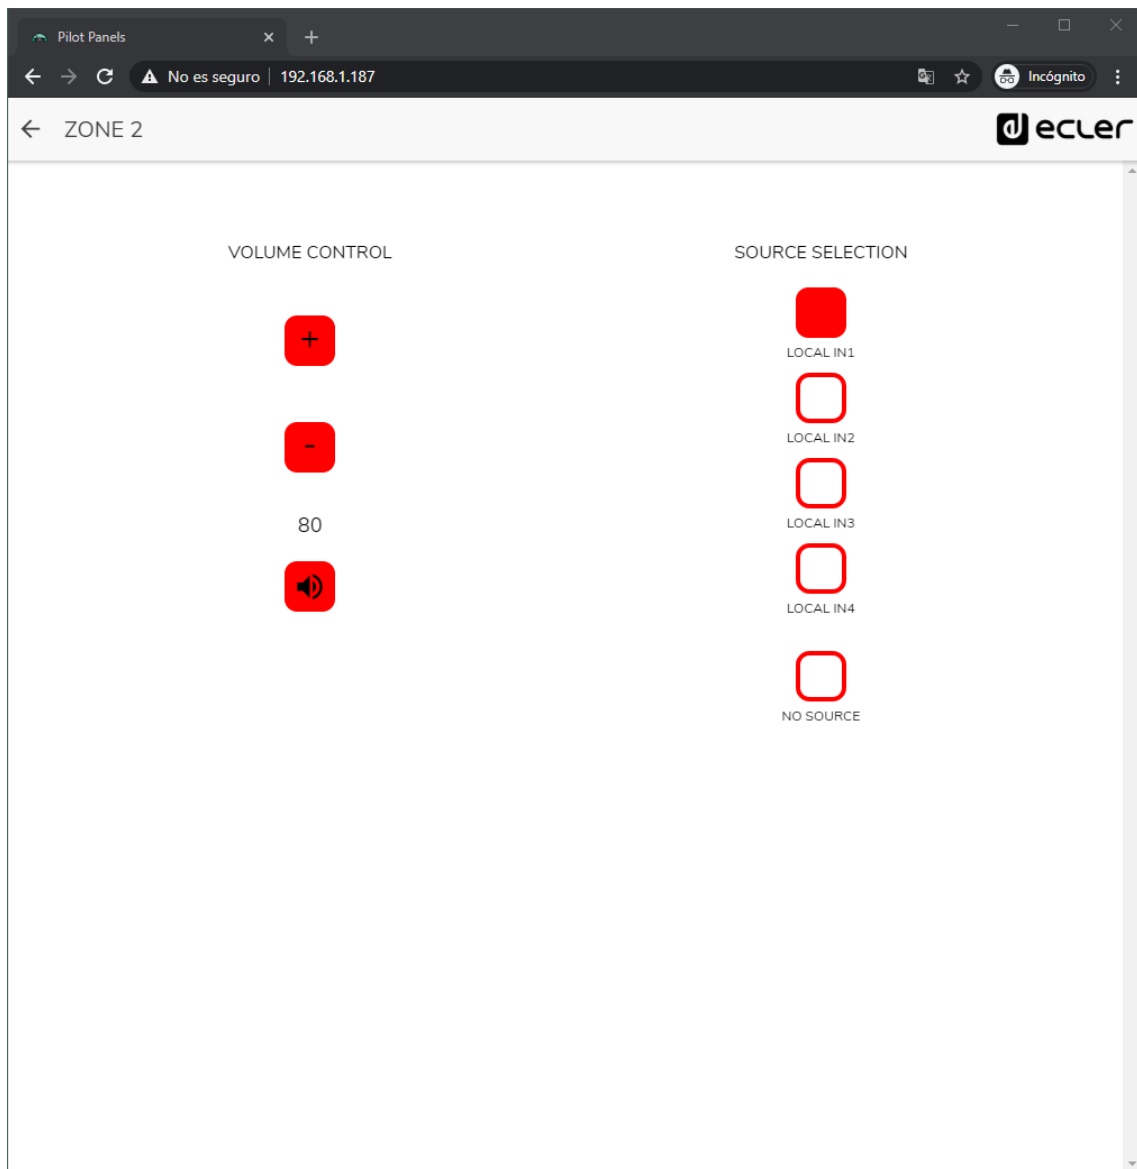 Pilot Panels
No es seguro | 192.168.1.187
Incógnito
ZONE 2
ecler
VOLUME CONTROL
+
-
80
SOURCE SELECTION
LOCAL IN1
LOCAL IN2
LOCAL IN3
LOCAL IN4
NO SOURCE